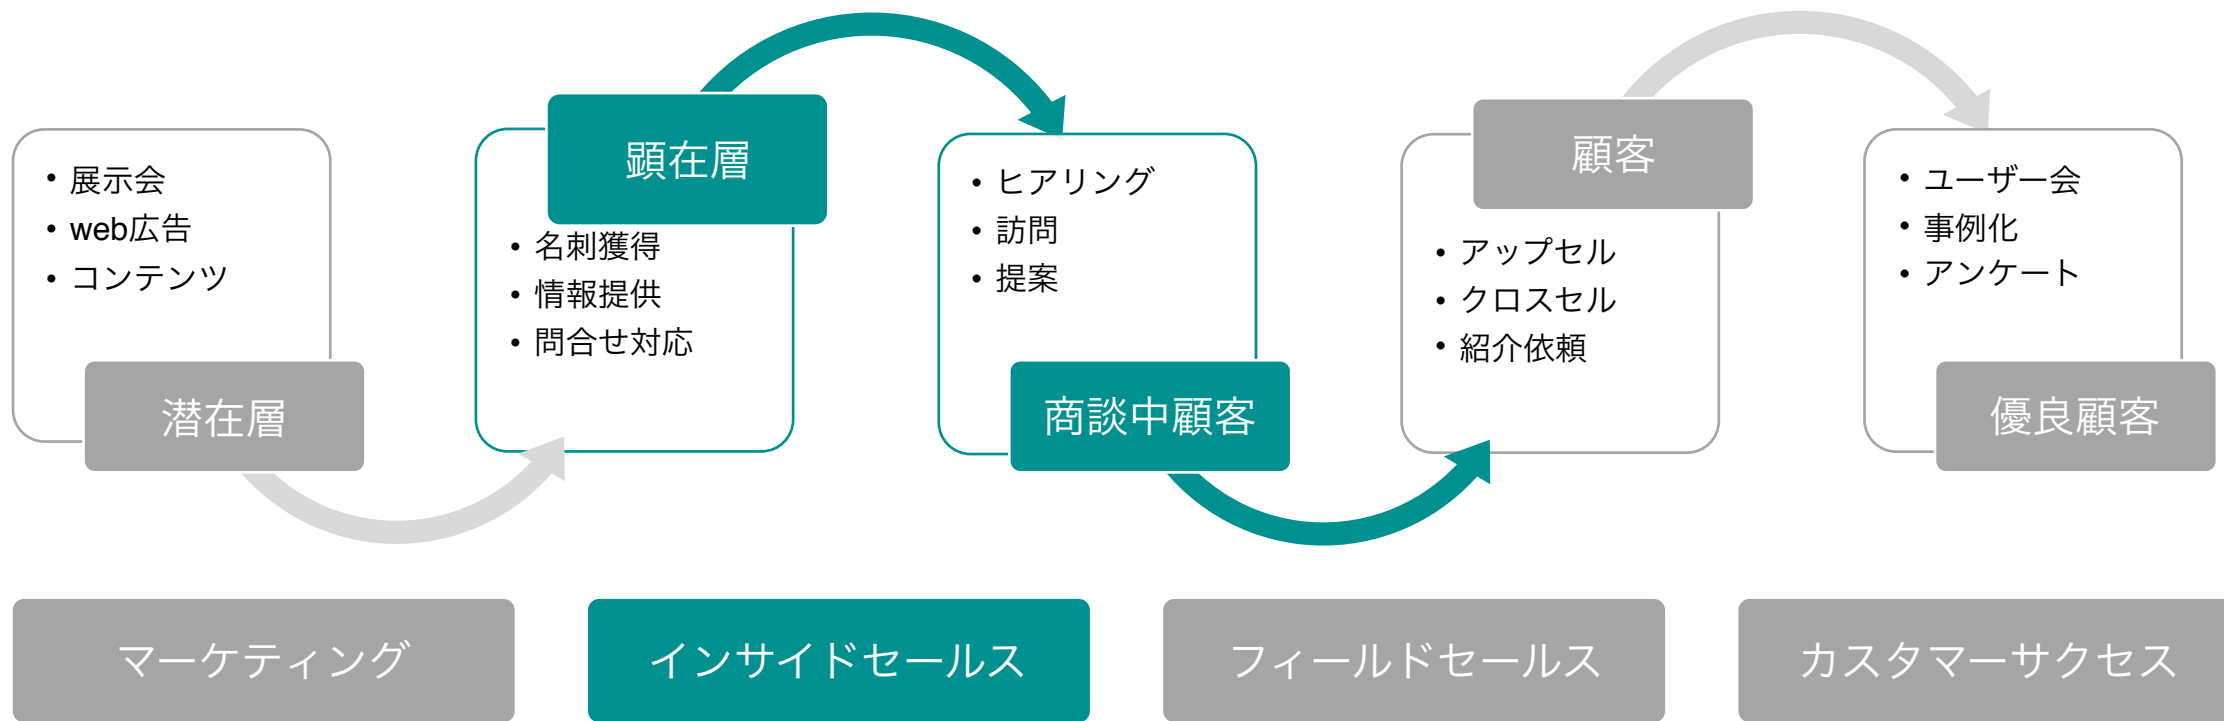 • 展示会
• web広告
• コンテンツ
潜在層
顕在層
• 名刺獲得
• 情報提供
• 問合せ対応
• ヒアリング
• 訪問
• 提案
商談中顧客
顧客
• アップセル
• クロスセル
• 紹介依頼
• ユーザー会
• 事例化
• アンケート
優良顧客
マーケティング
インサイドセールス
フィールドセールス
カスタマーサクセス